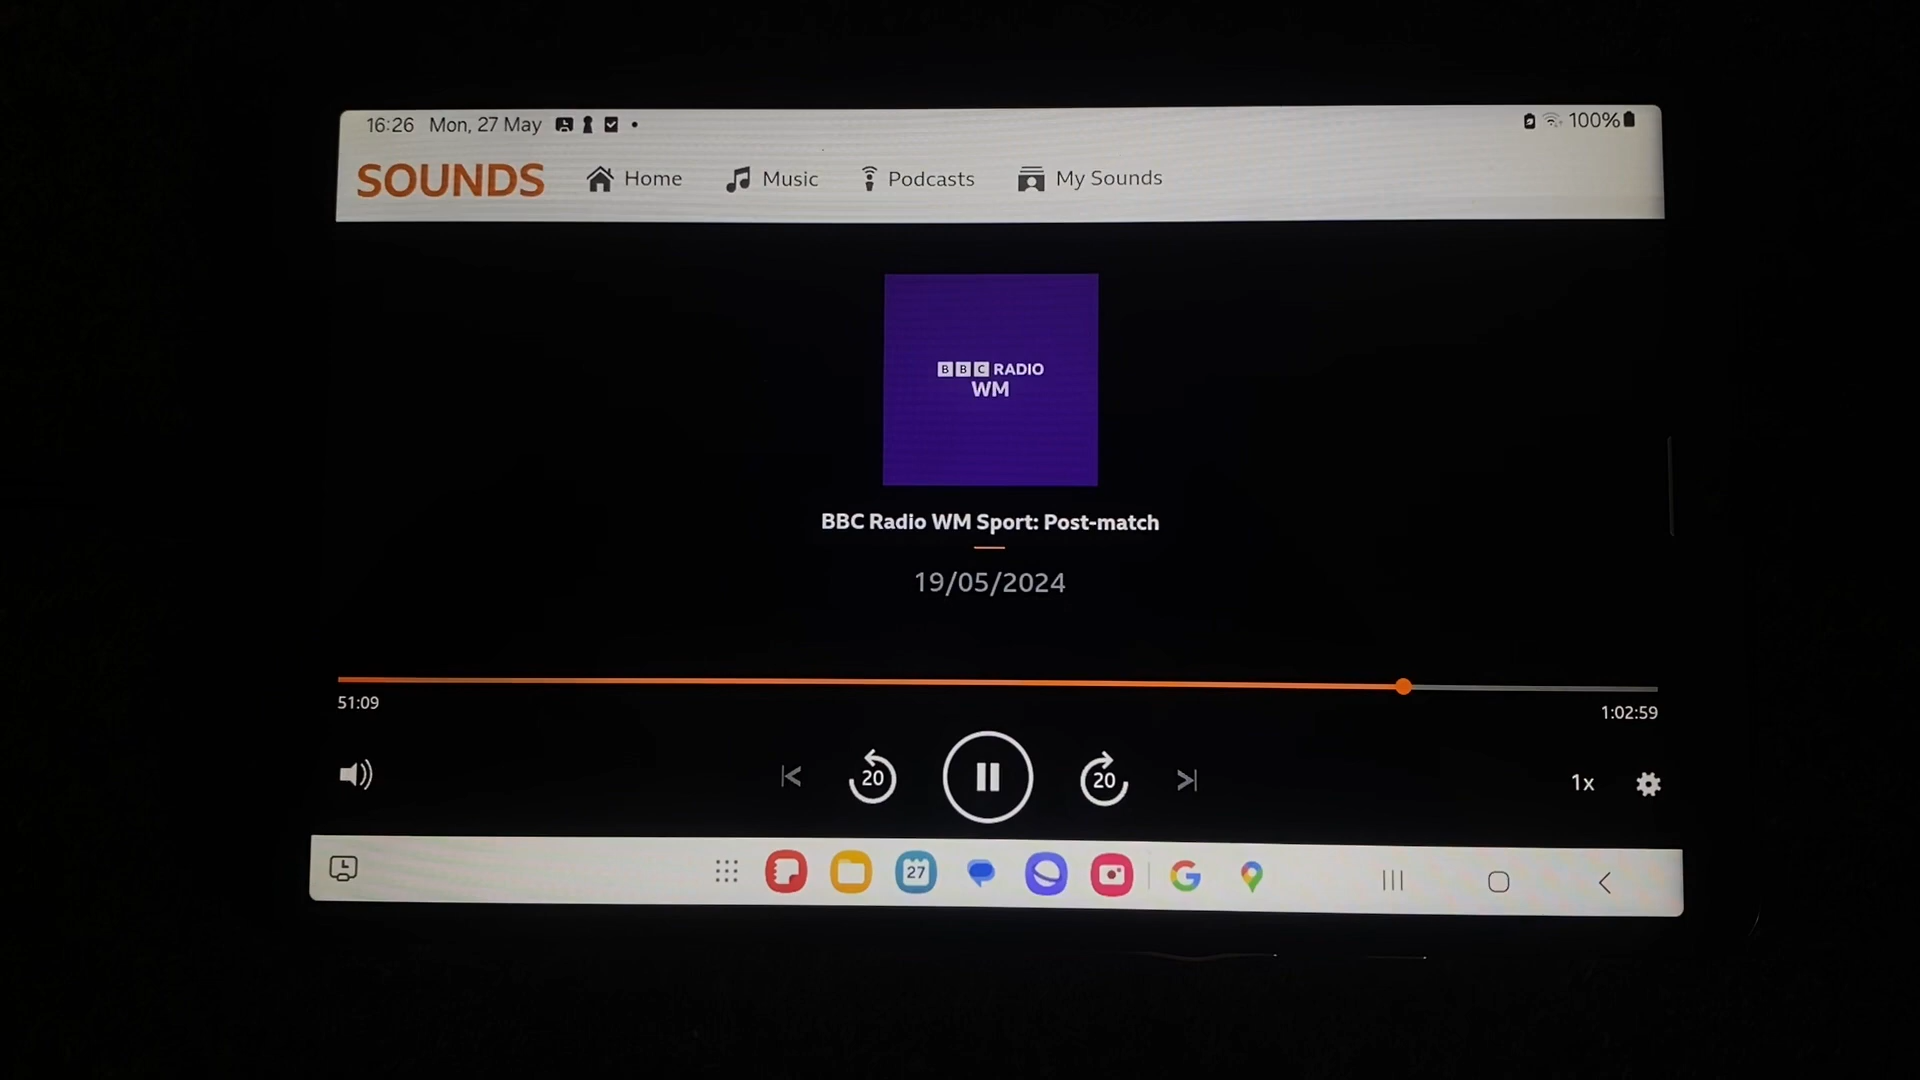 16:26 Mon, 27 May
100%
SOUNDS Home Music Podcasts My Sounds
BBC RADIO
WM
BBC Radio WM Sport: Post-match
19/05/2024
51:09
1:02:59
20
20
1x
27